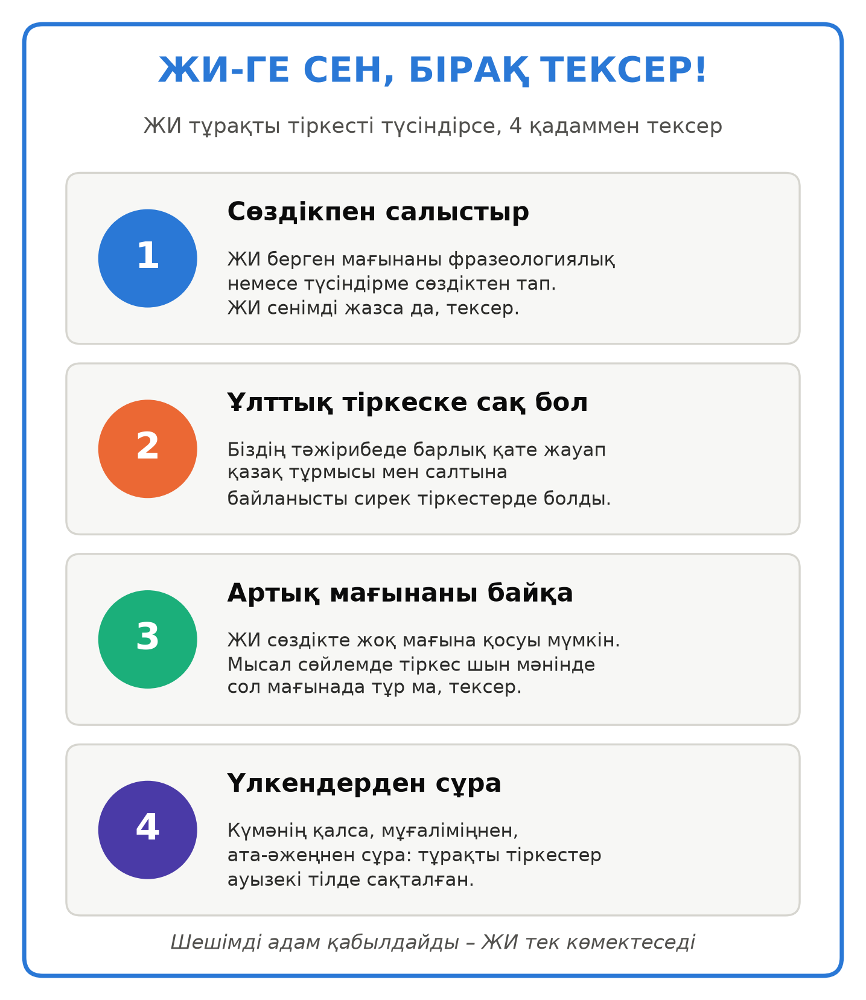 ЖИ-ГЕ СЕН, БІРАҚ ТЕКСЕР!
ЖИ тұрақты тіркесті түсіндірсе, 4 қадаммен тексер
1
Сөздікпен салыстыр
ЖИ берген мағынаны фразеологиялық
немесе түсіндірме сөздіктен тап.
ЖИ сенімді жазса да, тексер.
2
Ұлттық тіркеске сақ бол
Біздің тәжірибеде барлық қате жауап
қазақ тұрмысы мен салтына
байланысты сирек тіркестерде болды.
3
Артық мағынаны байқа
ЖИ сөздікте жоқ мағына қосуы мүмкін.
Мысал сөйлемде тіркес шын мәнінде
сол мағынада тұр ма, тексер.
4
Үлкендерден сұра
Күмәнің қалса, мұғаліміңнен,
ата-әжеңнен сұра: тұрақты тіркестер
ауызекі тілде сақталған.
Шешімді адам қабылдайды – ЖИ тек көмектеседі